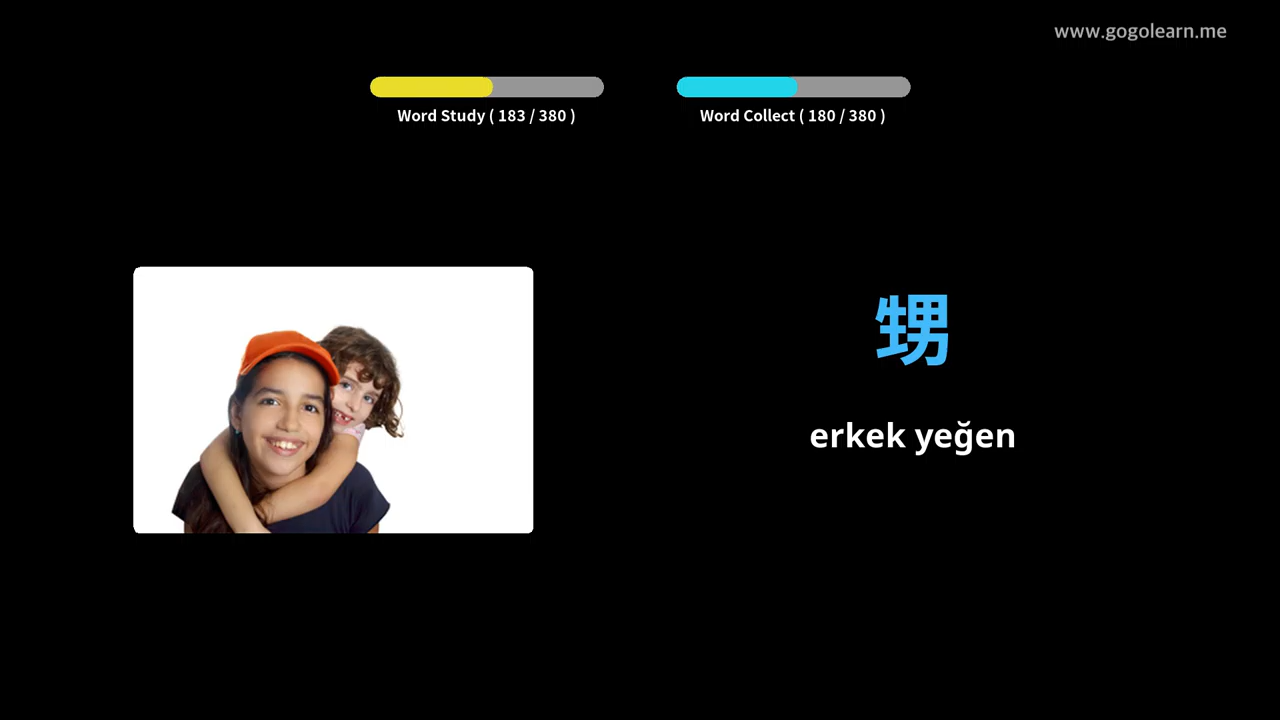 www.gogolearn.me
Word Study ( 183 / 380 )
Word Collect ( 180 / 380 )
甥
erkek yeğen